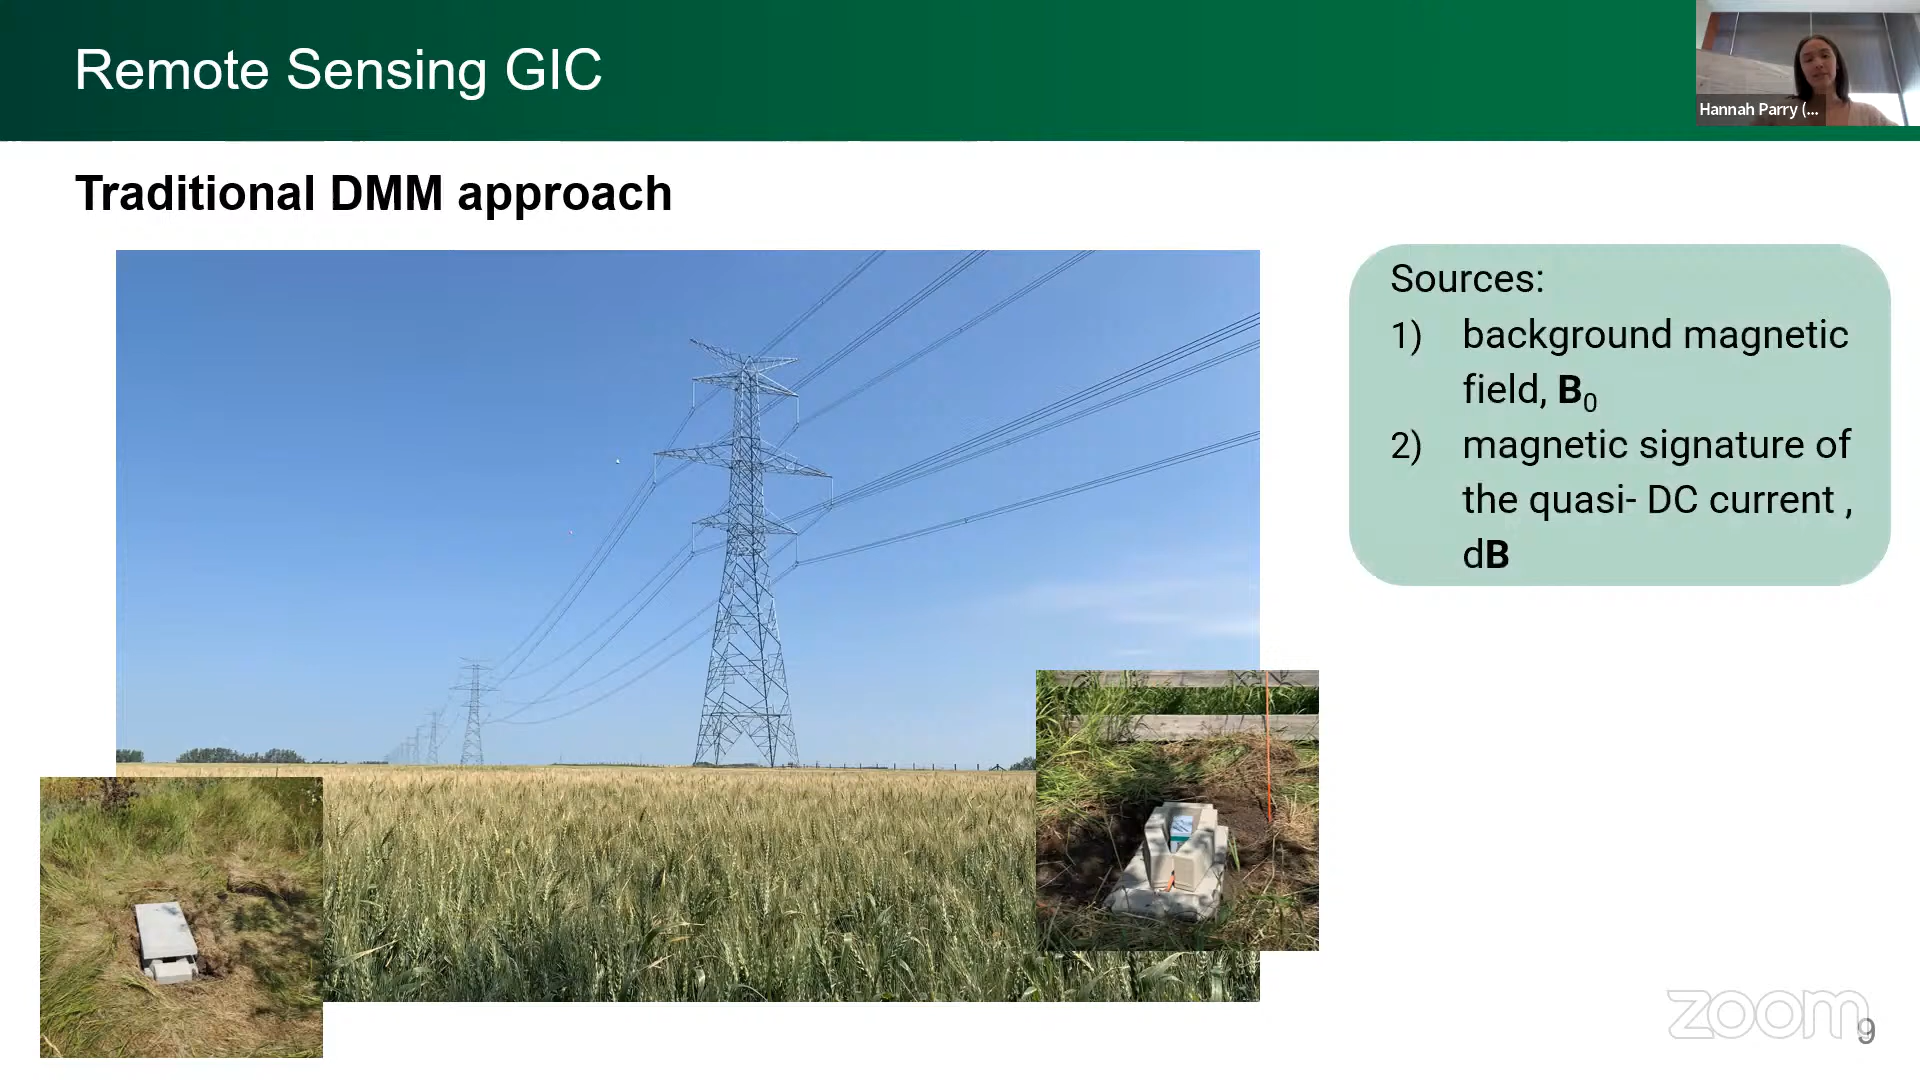 Remote Sensing GIC
Hannah Parry (...
Traditional DMM approach
Sources:
1) background magnetic
field, B0
2) magnetic signature of
the quasi- DC current ,
dB
zoom
9